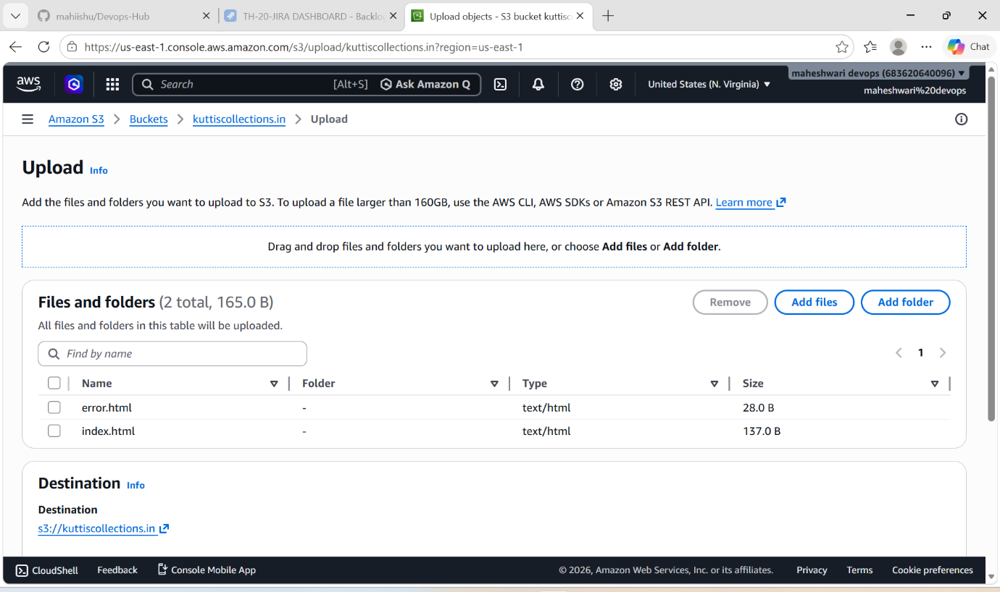 mahiishu/Devops-Hub
TH-20-JIRA DASHBOARD - Backlo
Upload objects - S3 bucket kuttisc
https://us-east-1.console.aws.amazon.com/s3/upload/kuttiscollections.in?region=us-east-1
Chat
aws
Search
[Alt+S]
Ask Amazon Q
United States (N. Virginia)
maheshwari devops (683620640096)
maheshwari%20devops
Amazon S3
Buckets
kuttiscollections.in
Upload
Upload Info
Add the files and folders you want to upload to S3. To upload a file larger than 160GB, use the AWS CLI, AWS SDKs or Amazon S3 REST API. Learn more
Drag and drop files and folders you want to upload here, or choose Add files or Add folder.
Files and folders (2 total, 165.0 B)
Remove
Add files
Add folder
All files and folders in this table will be uploaded.
Find by name
1
Name Folder Type Size
error.html - text/html 28.0 B
index.html - text/html 137.0 B
Destination Info
Destination
s3://kuttiscollections.in
CloudShell Feedback Console Mobile App © 2026, Amazon Web Services, Inc. or its affiliates. Privacy Terms Cookie preferences